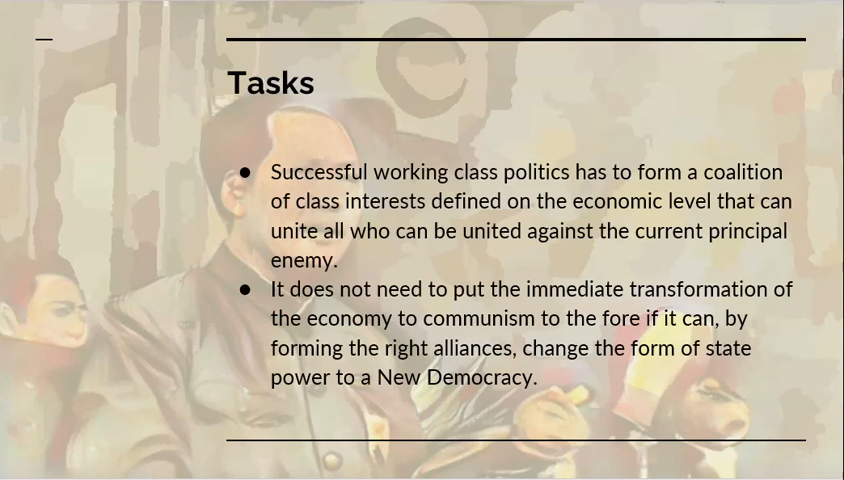 Tasks
● Successful working class politics has to form a coalition
of class interests defined on the economic level that can
unite all who can be united against the current principal
enemy.
● It does not need to put the immediate transformation of
the economy to communism to the fore if it can, by
forming the right alliances, change the form of state
power to a New Democracy.